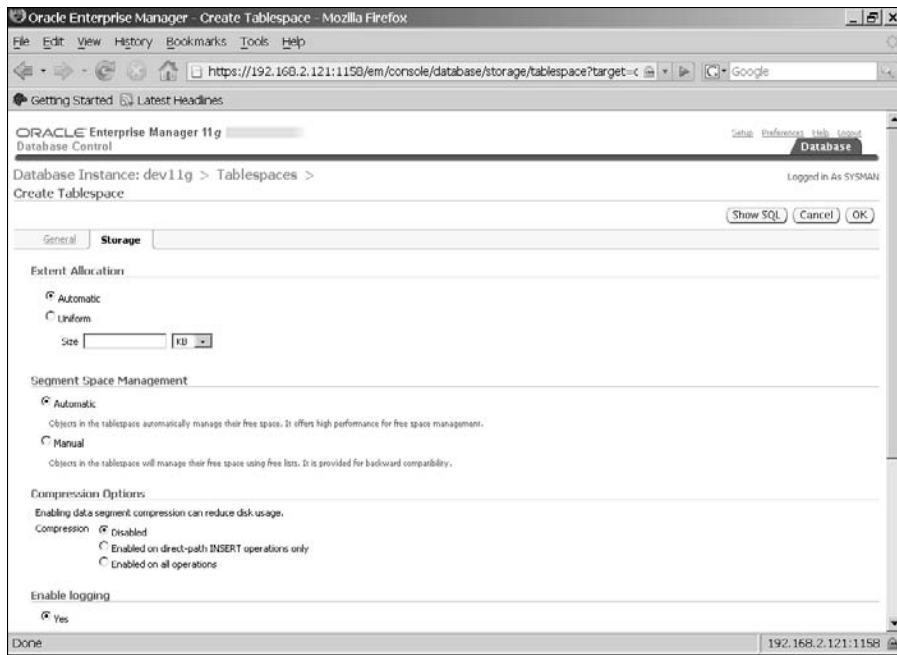 Oracle Enterprise Manager - Create Tablespace - Mozilla Firefox
File Edit View History Bookmarks Tools Help
https://192.168.2.121:1158/em/console/database/storage/tablespace?target=c
Google
Getting Started Latest Headlines
ORACLE Enterprise Manager 11g
Database Control
Setup Preferences Help Logout
Database
Database Instance: dev11g > Tablespaces >
Logged in As SYSMAN
Create Tablespace
Show SQL Cancel OK
General Storage
Extent Allocation
Automatic
Uniform
Size KB
Segment Space Management
Automatic
Objects in the tablespace automatically manage their free space. It offers high performance for free space management.
Manual
Objects in the tablespace will manage their free space using free lists. It is provided for backward compatibility.
Compression Options
Enabling data segment compression can reduce disk usage.
Compression Disabled
Enabled on direct-path INSERT operations only
Enabled on all operations
Enable logging
Yes
Done 192.168.2.121:1158